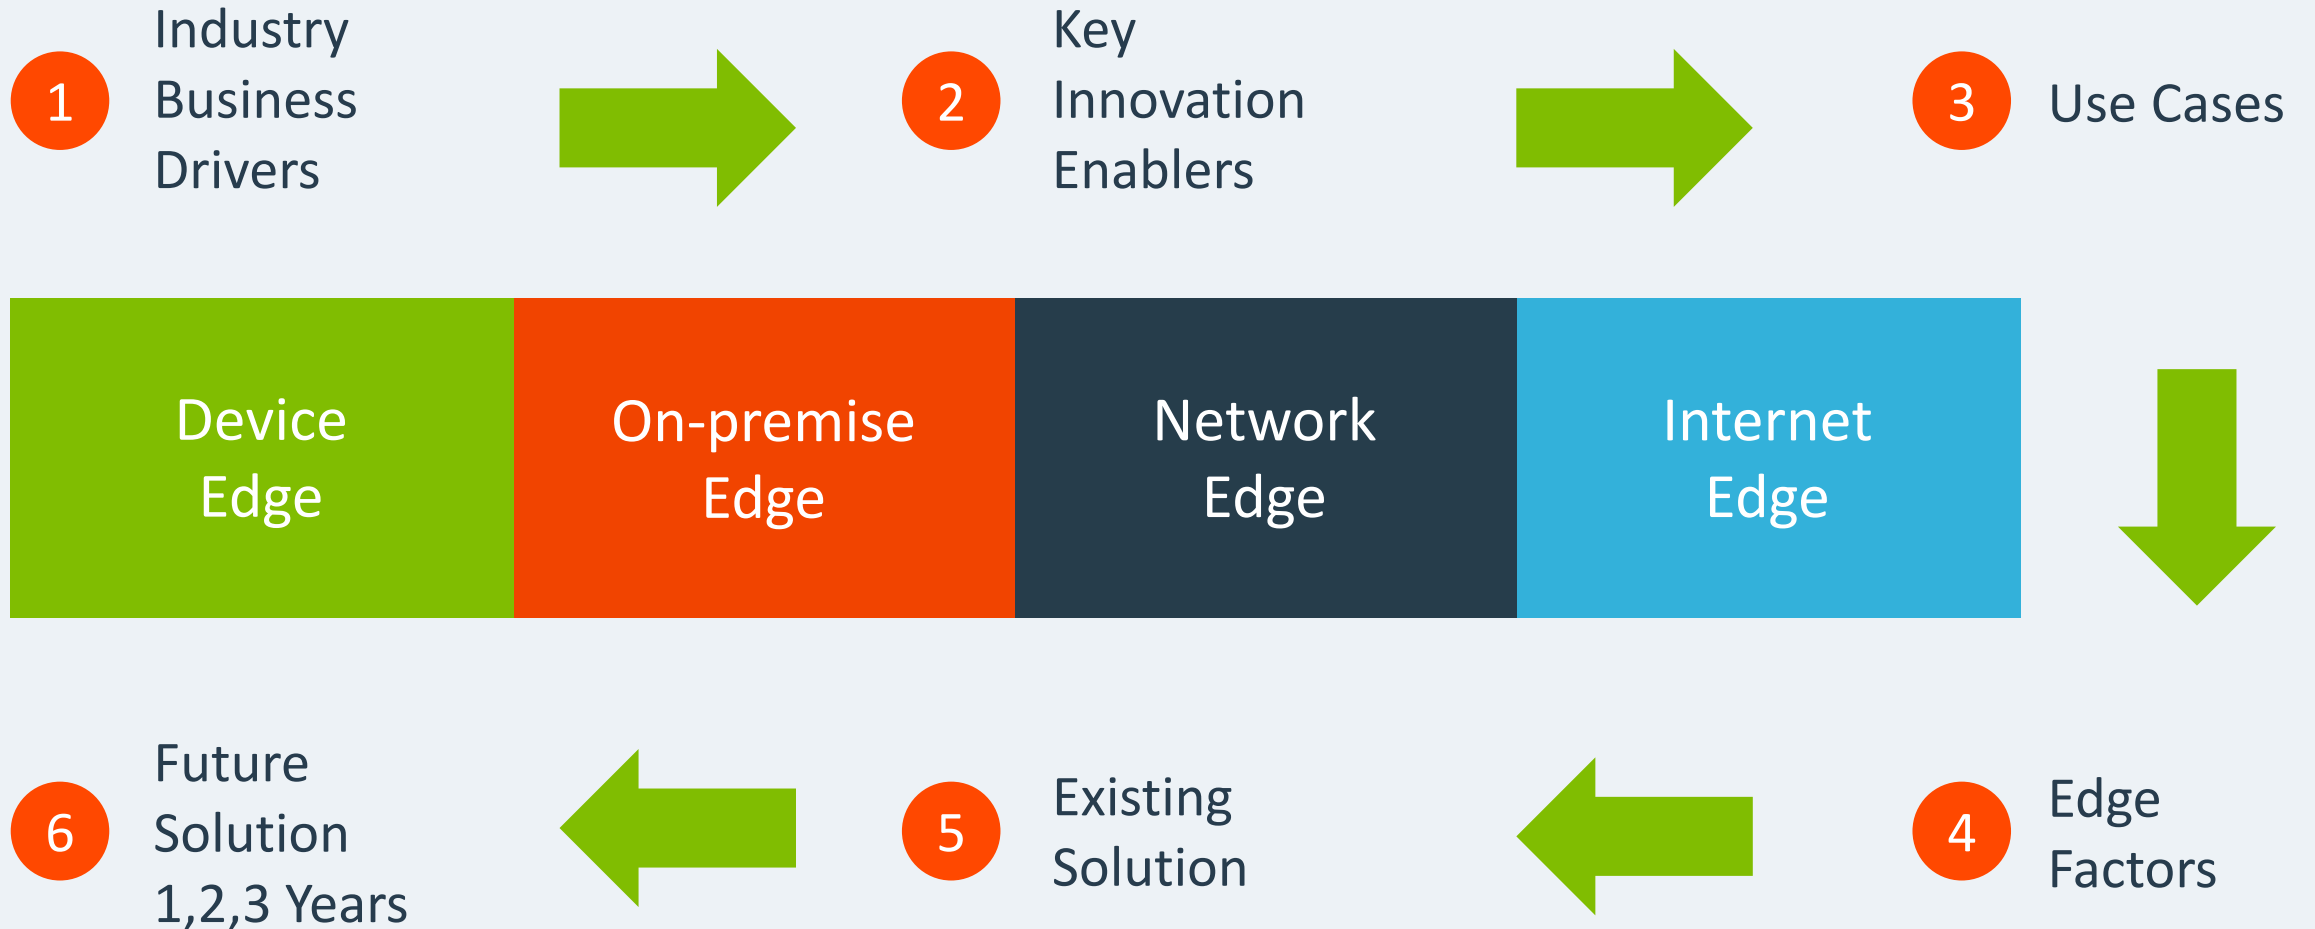 1
Industry
Business
Drivers
2
Key
Innovation
Enablers
3
Use Cases
Device
Edge
On-premise
Edge
Network
Edge
Internet
Edge
6
Future
Solution
1,2,3 Years
5
Existing
Solution
4
Edge
Factors